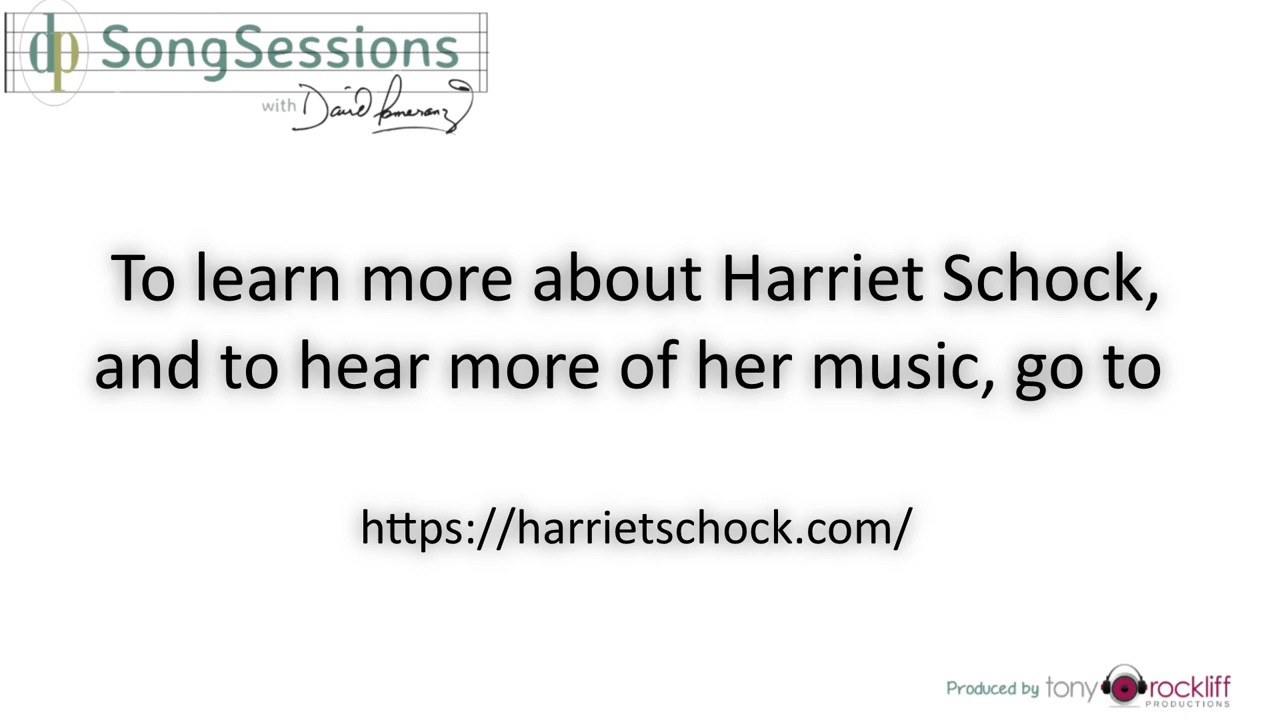 dp SongSessions
with David Pomeranz
To learn more about Harriet Schock,
and to hear more of her music, go to
https://harrietschock.com/
Produced by tony rockliff
PRODUCTIONS